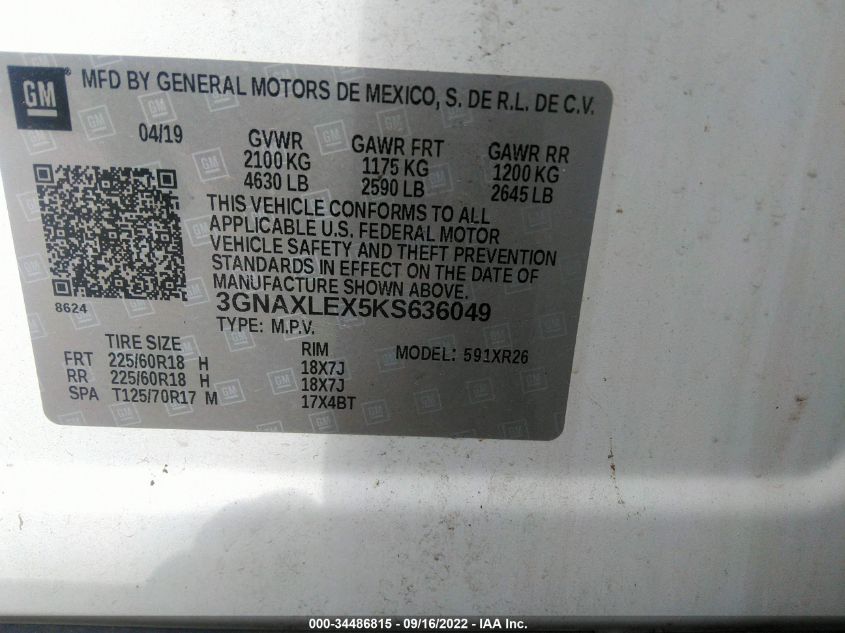 GM
MFD BY GENERAL MOTORS DE MEXICO, S. DE R.L. DE C.V.
04/19
GVWR GAWR FRT GAWR RR
2100 KG 1175 KG 1200 KG
4630 LB 2590 LB 2645 LB
THIS VEHICLE CONFORMS TO ALL
APPLICABLE U.S. FEDERAL MOTOR
VEHICLE SAFETY AND THEFT PREVENTION
STANDARDS IN EFFECT ON THE DATE OF
MANUFACTURE SHOWN ABOVE.
8624
3GNAXLEX5KS636049
TYPE: M.P.V.
TIRE SIZE RIM MODEL: 591XR26
FRT 225/60R18 H 18X7J
RR 225/60R18 H 18X7J
SPA T125/70R17 M 17X4BT
000-34486815 - 09/16/2022 - IAA Inc.